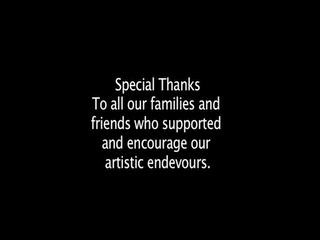 Special Thanks
To all our families and
friends who supported
and encourage our
artistic endevours.